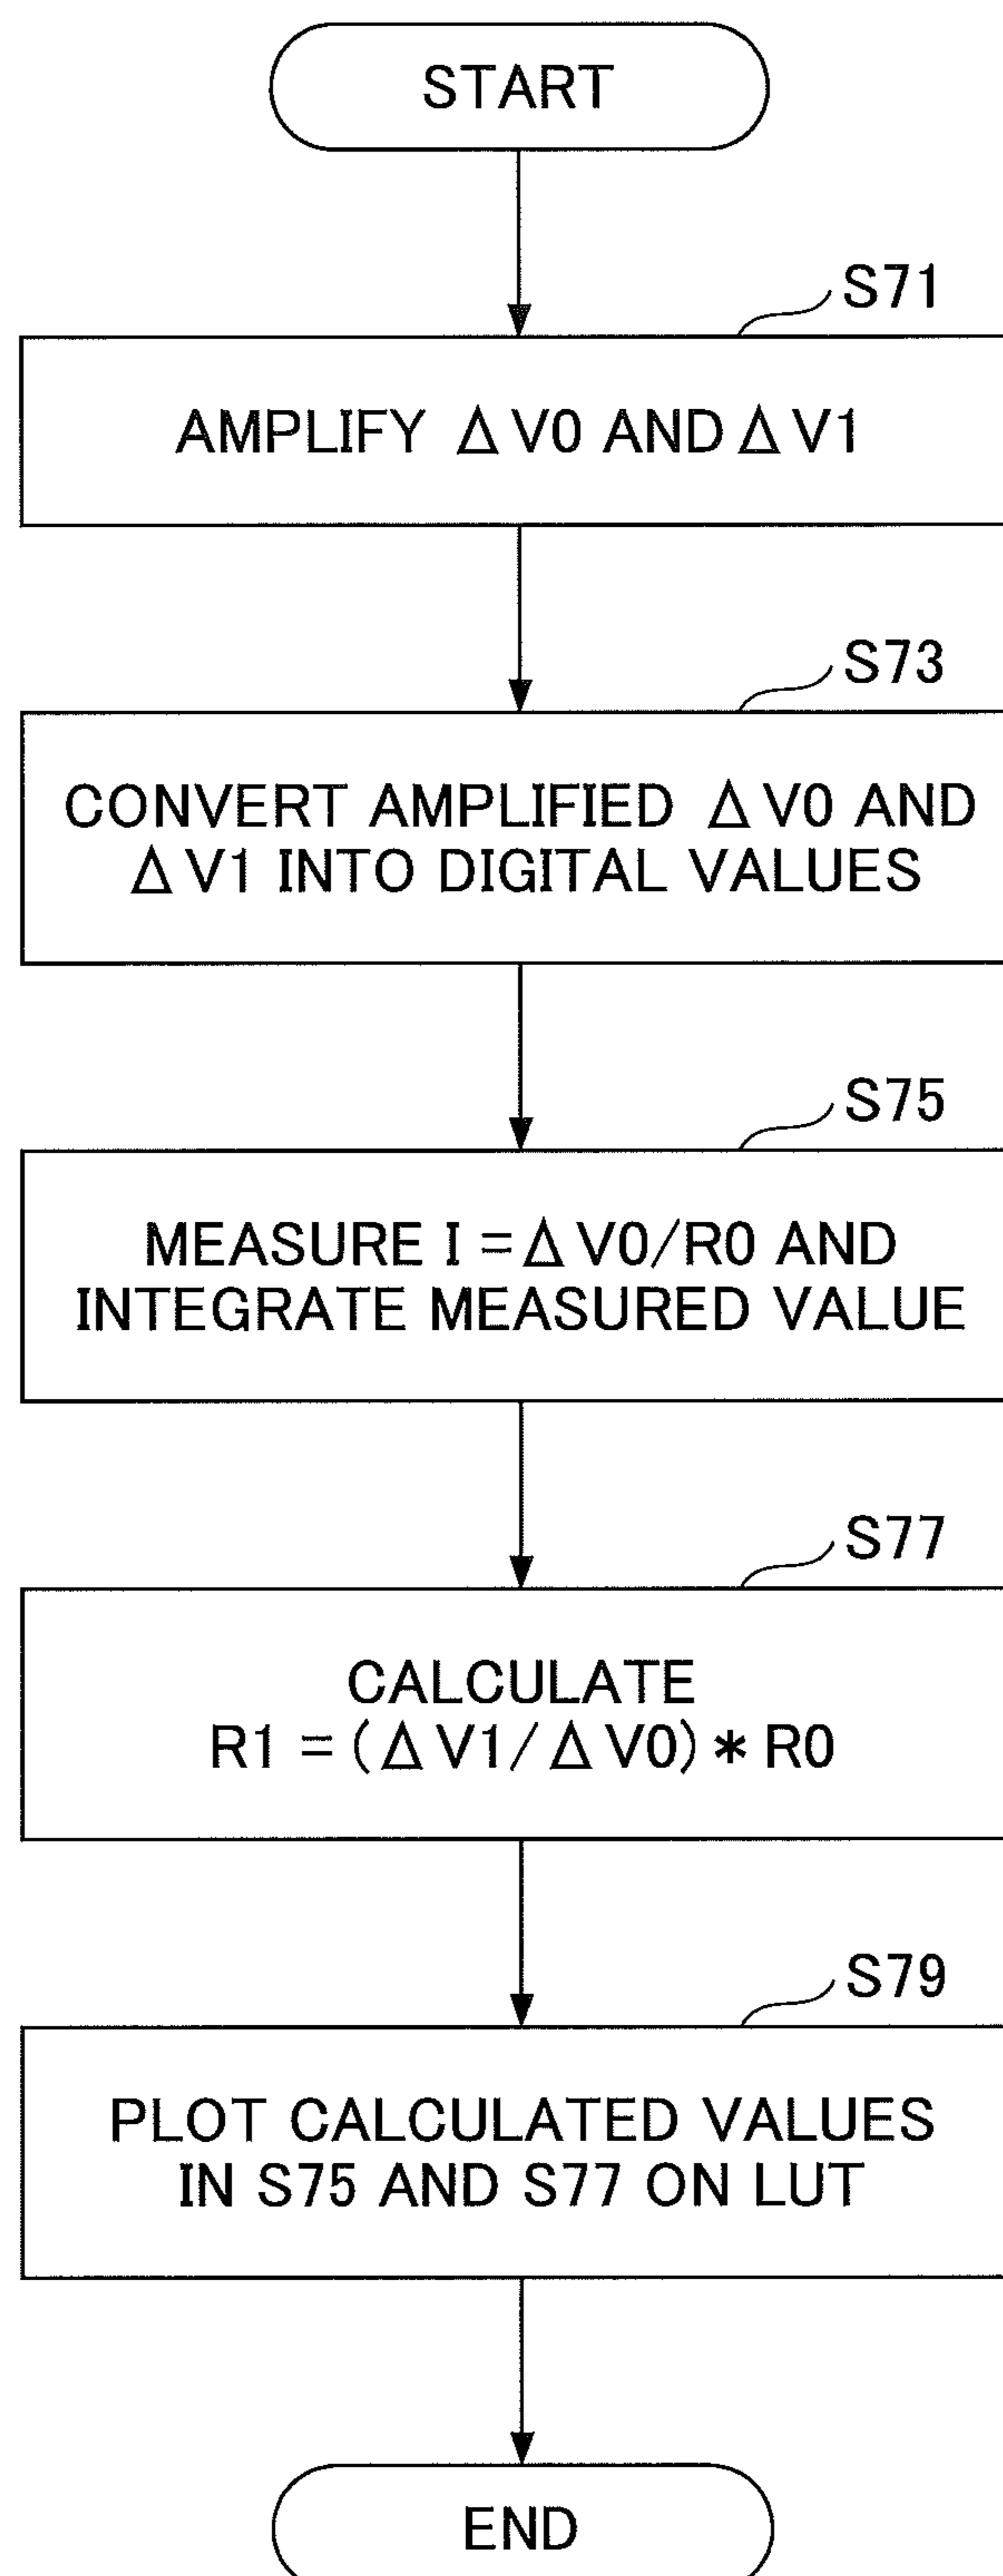 START
S71
AMPLIFY ΔV0 AND ΔV1
S73
CONVERT AMPLIFIED ΔV0 AND
ΔV1 INTO DIGITAL VALUES
S75
MEASURE I=ΔV0/R0 AND
INTEGRATE MEASURED VALUE
S77
CALCULATE
R1=(ΔV1/ΔV0)*R0
S79
PLOT CALCULATED VALUES
IN S75 AND S77 ON LUT
END